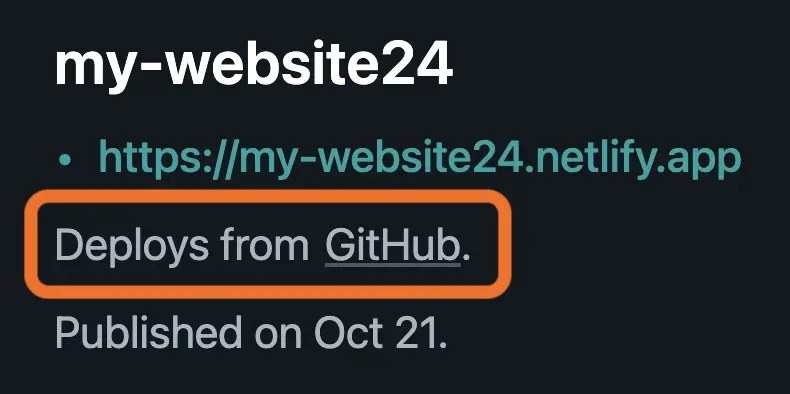 my-website24
• https://my-website24.netlify.app
Deploys from GitHub.
Published on Oct 21.